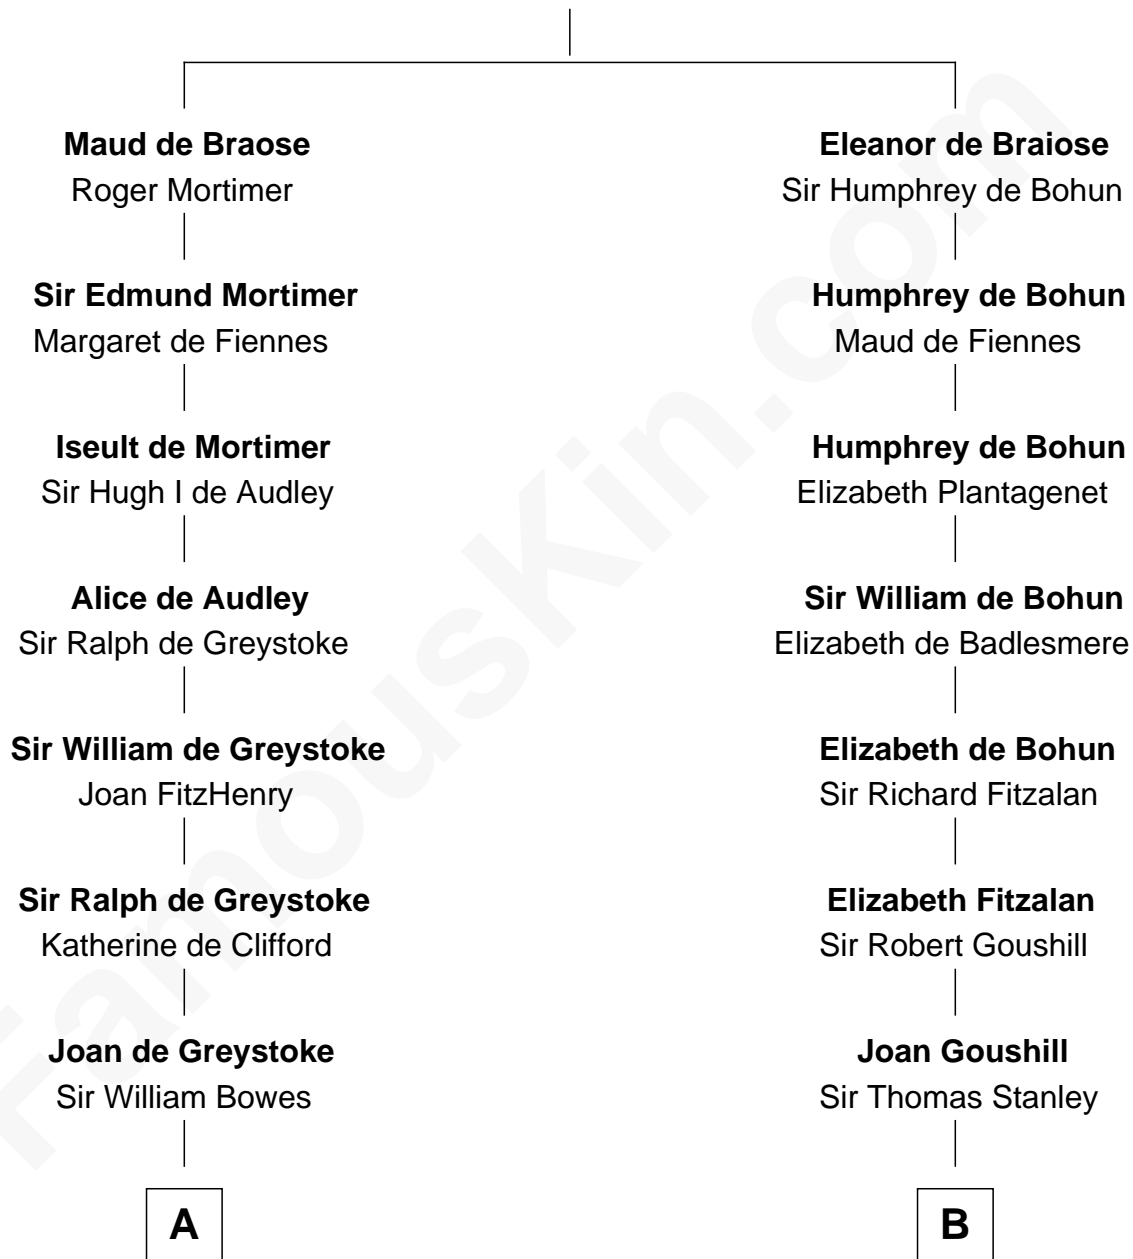 Maud de Braose
Roger Mortimer
Sir Edmund Mortimer
Margaret de Fiennes
Iseult de Mortimer
Sir Hugh I de Audley
Alice de Audley
Sir Ralph de Greystoke
Sir William de Greystoke
Joan FitzHenry
Sir Ralph de Greystoke
Katherine de Clifford
Joan de Greystoke
Sir William Bowes
A
Eleanor de Braiose
Sir Humphrey de Bohun
Humphrey de Bohun
Maud de Fiennes
Humphrey de Bohun
Elizabeth Plantagenet
Sir William de Bohun
Elizabeth de Badlesmere
Elizabeth de Bohun
Sir Richard Fitzalan
Elizabeth Fitzalan
Sir Robert Goushill
Joan Goushill
Sir Thomas Stanley
B
FamousKin.com